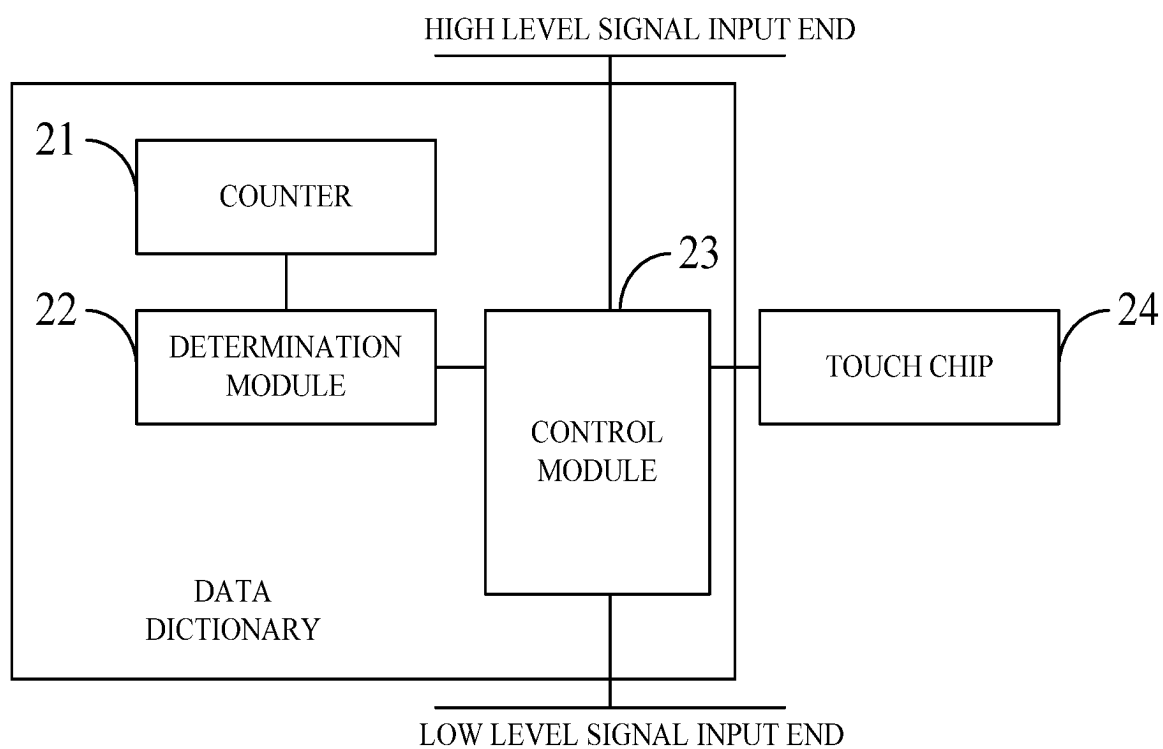 HIGH LEVEL SIGNAL INPUT END
21
COUNTER
23
22
DETERMINATION
MODULE
24
TOUCH CHIP
CONTROL
MODULE
DATA
DICTIONARY
LOW LEVEL SIGNAL INPUT END